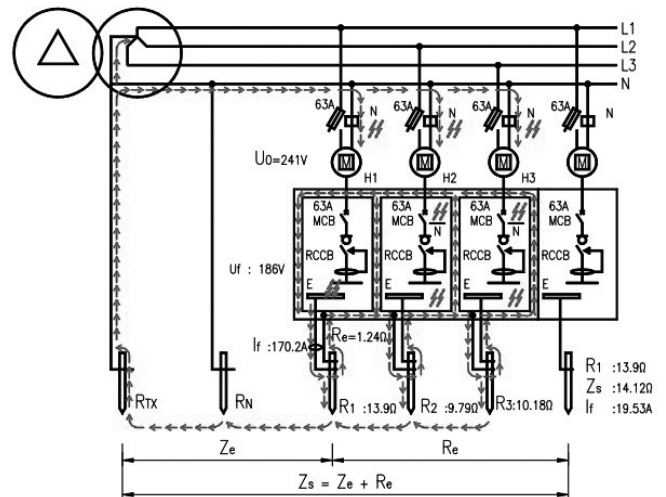 L1
L2
L3
N
63A N
63A N
63A N
63A N
U0=241V
M M M M
H1 H2 H3
63A MCB
63A MCB N
63A MCB N
63A MCB
RCCB RCCB RCCB RCCB
Uf : 186V
E E E E
If :170.2A
Re=1.24Ω
RTX RN R1 :13.9Ω R2 :9.79Ω R3:10.18Ω
R1 :13.9Ω
Zs :14.12Ω
If :19.53A
Ze Re
Zs = Ze + Re